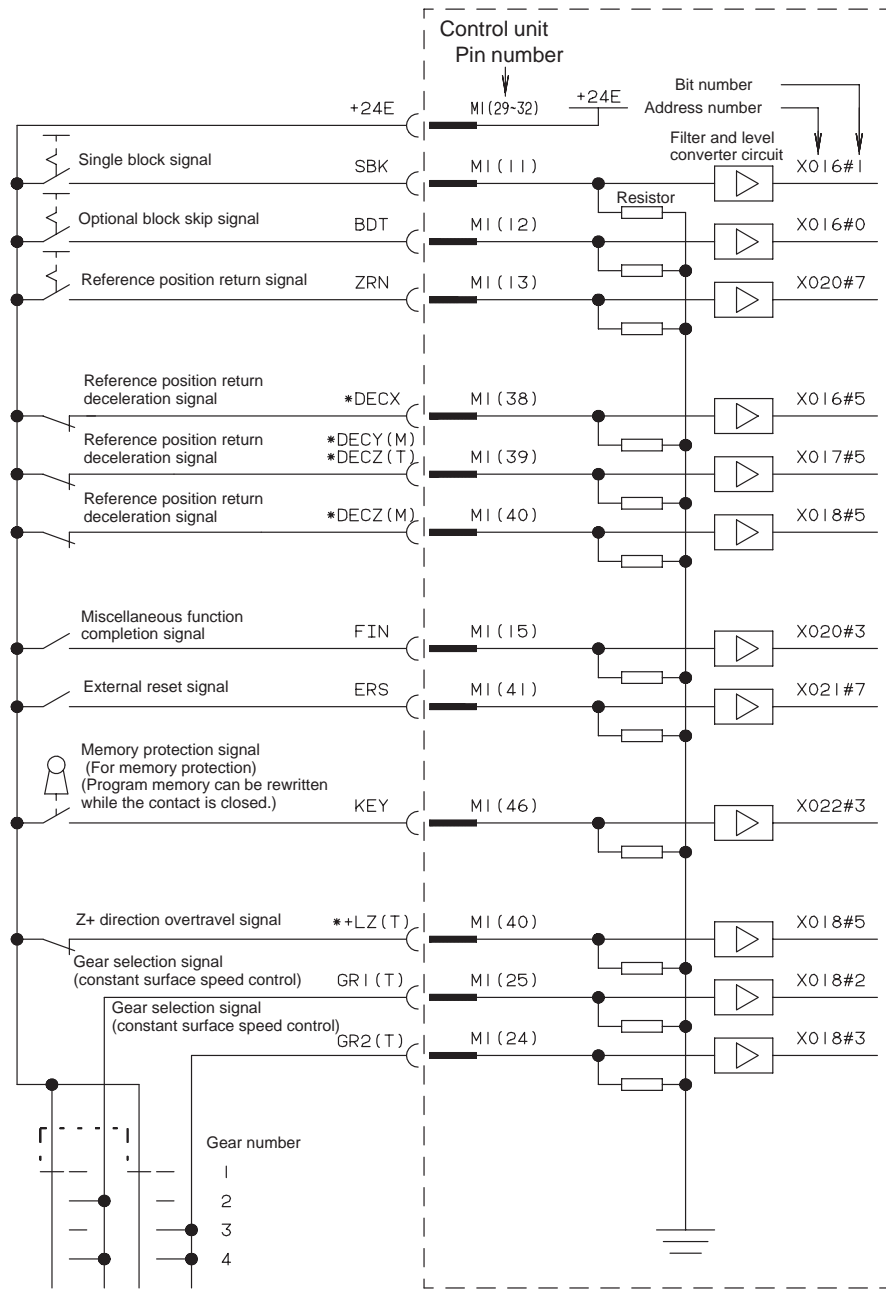 Control unit
Pin number
Bit number
Address number
+24E MI(29~32) +24E
Filter and level
converter circuit
Single block signal SBK MI(11) X016#1
Resistor
Optional block skip signal BDT MI(12) X016#0
Reference position return signal ZRN MI(13) X020#7
Reference position return
deceleration signal *DECX MI(38) X016#5
Reference position return
deceleration signal
*DECY(M)
*DECZ(T) MI(39) X017#5
Reference position return
deceleration signal *DECZ(M) MI(40) X018#5
Miscellaneous function
completion signal FIN MI(15) X020#3
External reset signal ERS MI(41) X021#7
Memory protection signal
(For memory protection)
(Program memory can be rewritten
while the contact is closed.) KEY MI(46) X022#3
Z+ direction overtravel signal *+LZ(T) MI(40) X018#5
Gear selection signal
(constant surface speed control) GR1(T) MI(25) X018#2
Gear selection signal
(constant surface speed control)
GR2(T) MI(24) X018#3
Gear number
1
2
3
4